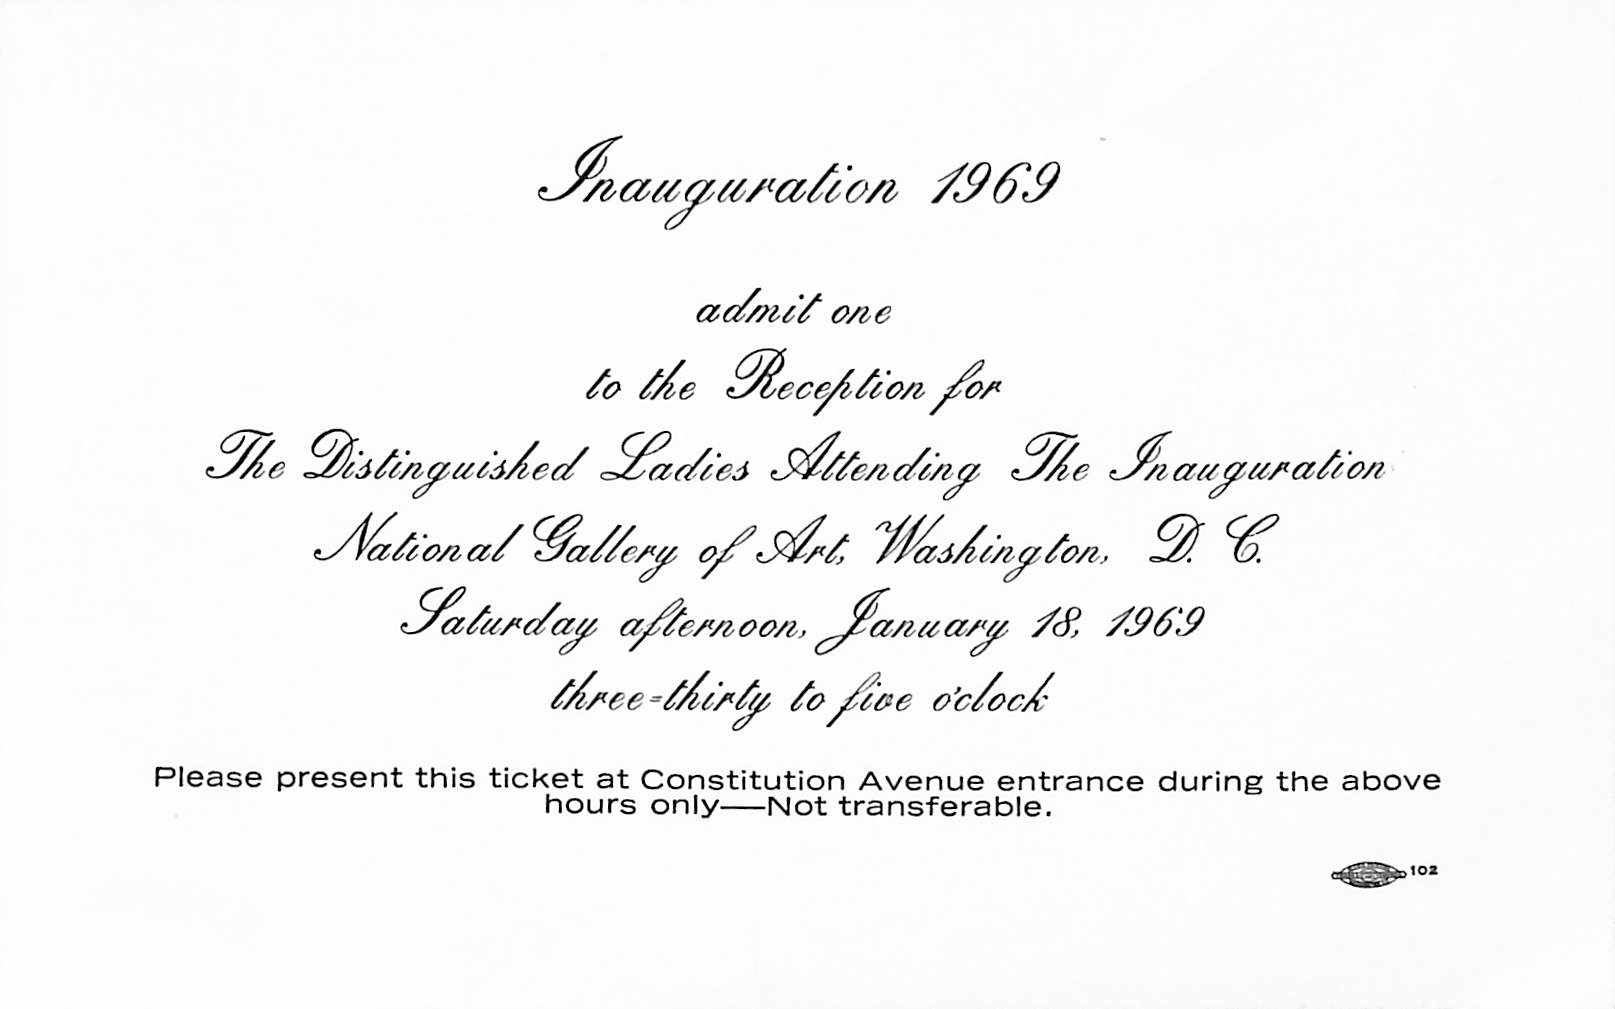 Inauguration 1969
admit one
to the Reception for
The Distinguished Ladies Attending The Inauguration
National Gallery of Art, Washington, D. C.
Saturday afternoon, January 18, 1969
three=thirty to five o'clock
Please present this ticket at Constitution Avenue entrance during the above
hours only—Not transferable.
102